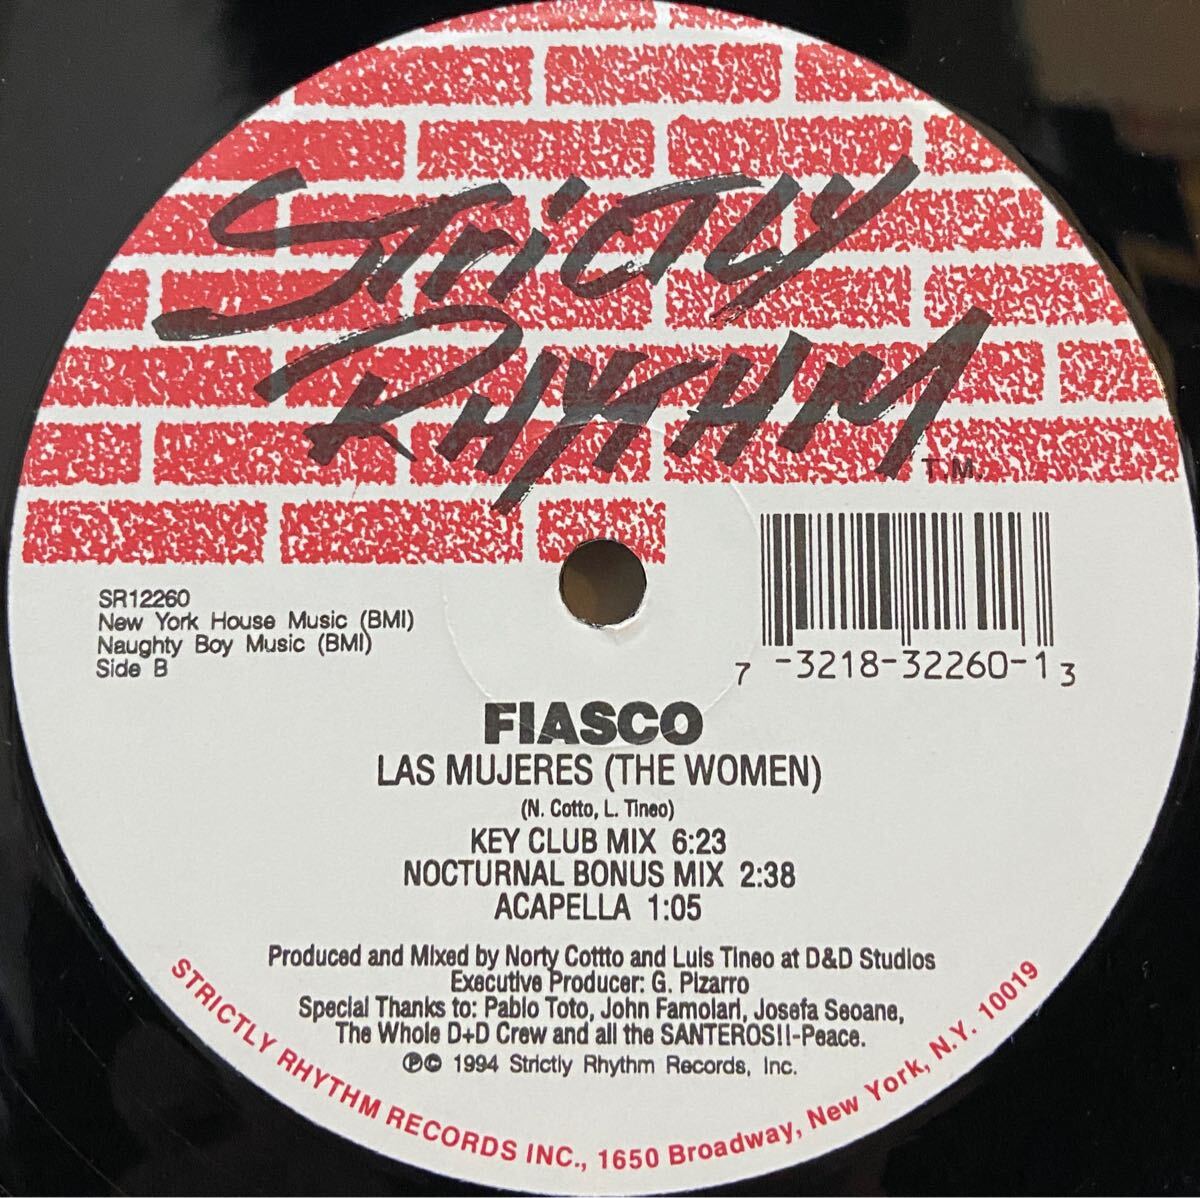 STRICTLY
RHYTHM
T.M.
SR12260
New York House Music (BMI)
Naughty Boy Music (BMI)
Side B
7 -3218-32260-1 3
FIASCO
LAS MUJERES (THE WOMEN)
(N. Cotto, L. Tineo)
KEY CLUB MIX 6:23
NOCTURNAL BONUS MIX 2:38
ACAPELLA 1:05
Produced and Mixed by Norty Cottto and Luis Tineo at D&D Studios
Executive Producer: G. Pizarro
Special Thanks to: Pablo Toto, John Famolari, Josefa Seoane,
The Whole D+D Crew and all the SANTEROS!!-Peace.
℗© 1994 Strictly Rhythm Records, Inc.
STRICTLY RHYTHM RECORDS INC., 1650 Broadway, New York, N.Y. 10019